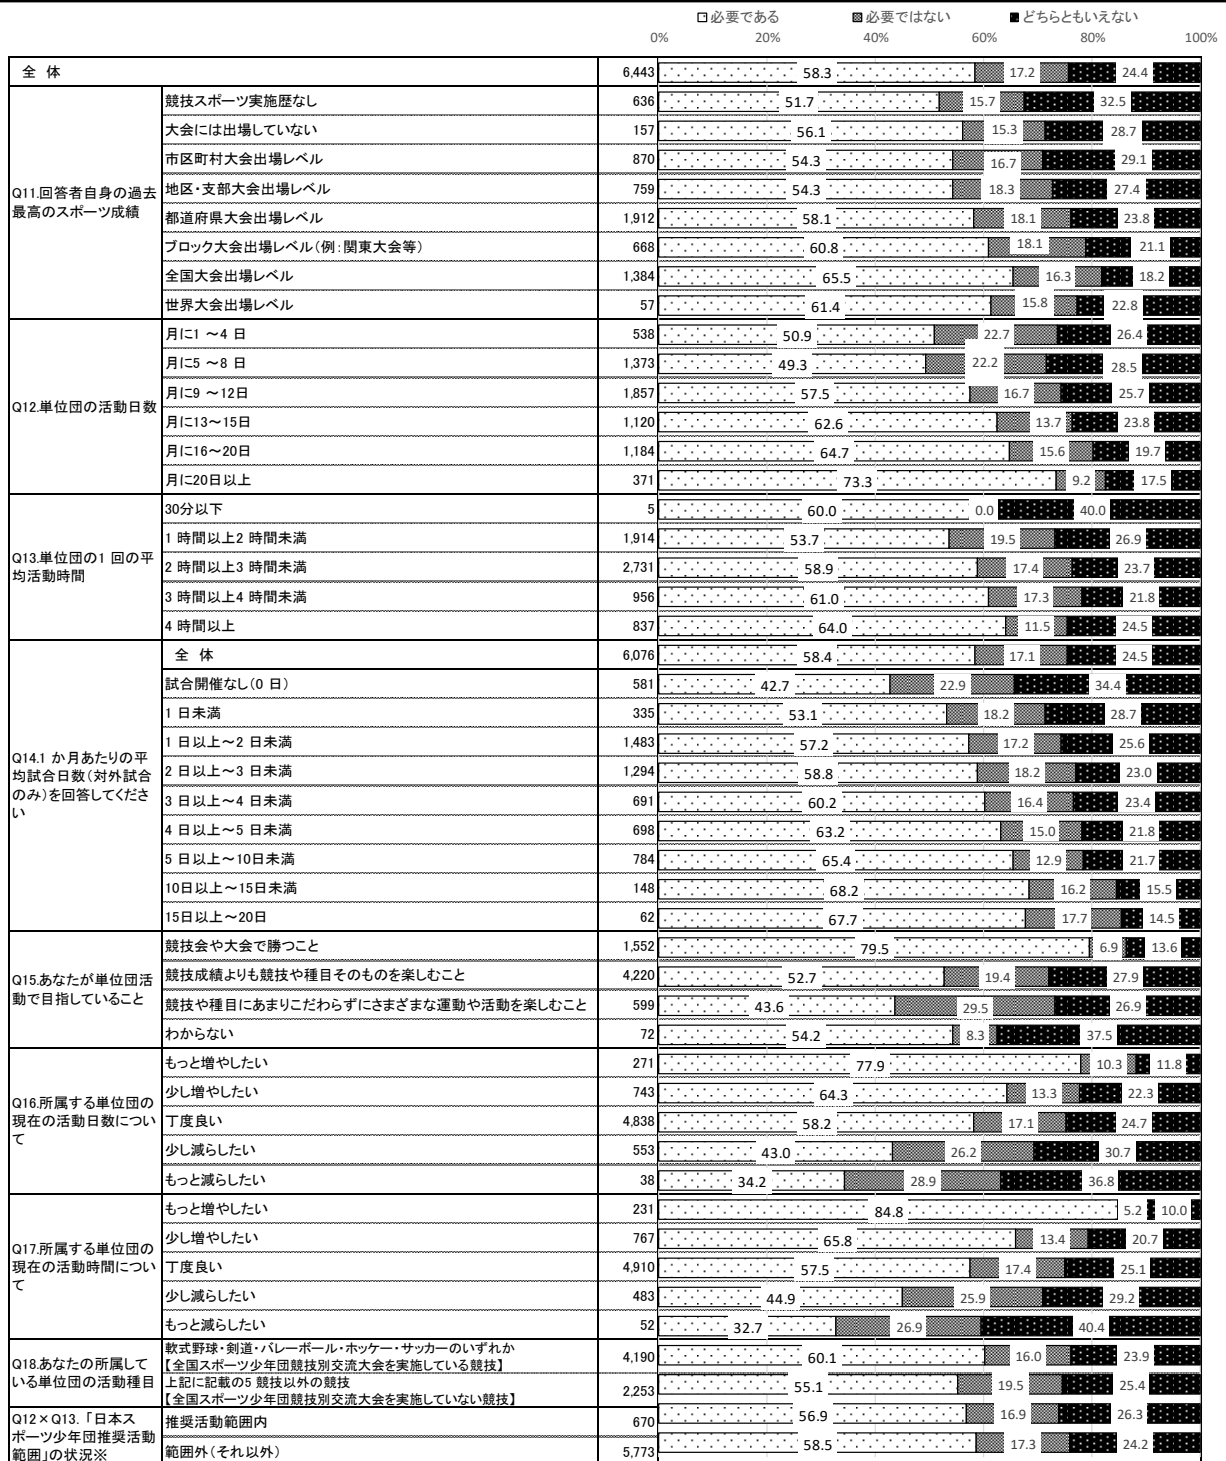 必要である 必要ではない どちらともいえない
0% 20% 40% 60% 80% 100%
全 体 6,443 58.3 17.2 24.4
Q11.回答者自身の過去
最高のスポーツ成績
競技スポーツ実施歴なし 636 51.7 15.7 32.5
大会には出場していない 157 56.1 15.3 28.7
市区町村大会出場レベル 870 54.3 16.7 29.1
地区・支部大会出場レベル 759 54.3 18.3 27.4
都道府県大会出場レベル 1,912 58.1 18.1 23.8
ブロック大会出場レベル(例:関東大会等) 668 60.8 18.1 21.1
全国大会出場レベル 1,384 65.5 16.3 18.2
世界大会出場レベル 57 61.4 15.8 22.8
Q12.単位団の活動日数
月に1 ～4 日 538 50.9 22.7 26.4
月に5 ～8 日 1,373 49.3 22.2 28.5
月に9 ～12日 1,857 57.5 16.7 25.7
月に13～15日 1,120 62.6 13.7 23.8
月に16～20日 1,184 64.7 15.6 19.7
月に20日以上 371 73.3 9.2 17.5
Q13.単位団の1 回の平
均活動時間
30分以下 5 60.0 0.0 40.0
1 時間以上2 時間未満 1,914 53.7 19.5 26.9
2 時間以上3 時間未満 2,731 58.9 17.4 23.7
3 時間以上4 時間未満 956 61.0 17.3 21.8
4 時間以上 837 64.0 11.5 24.5
Q14.1 か月あたりの平
均試合日数(対外試合
のみ)を回答してくださ
い
全 体 6,076 58.4 17.1 24.5
試合開催なし(0 日) 581 42.7 22.9 34.4
1 日未満 335 53.1 18.2 28.7
1 日以上～2 日未満 1,483 57.2 17.2 25.6
2 日以上～3 日未満 1,294 58.8 18.2 23.0
3 日以上～4 日未満 691 60.2 16.4 23.4
4 日以上～5 日未満 698 63.2 15.0 21.8
5 日以上～10日未満 784 65.4 12.9 21.7
10日以上～15日未満 148 68.2 16.2 15.5
15日以上～20日 62 67.7 17.7 14.5
Q15.あなたが単位団活
動で目指していること
競技会や大会で勝つこと 1,552 79.5 6.9 13.6
競技成績よりも競技や種目そのものを楽しむこと 4,220 52.7 19.4 27.9
競技や種目にあまりこだわらずにさまざまな運動や活動を楽しむこと 599 43.6 29.5 26.9
わからない 72 54.2 8.3 37.5
Q16.所属する単位団の
現在の活動日数につい
て
もっと増やしたい 271 77.9 10.3 11.8
少し増やしたい 743 64.3 13.3 22.3
丁度良い 4,838 58.2 17.1 24.7
少し減らしたい 553 43.0 26.2 30.7
もっと減らしたい 38 34.2 28.9 36.8
Q17.所属する単位団の
現在の活動時間につい
て
もっと増やしたい 231 84.8 5.2 10.0
少し増やしたい 767 65.8 13.4 20.7
丁度良い 4,910 57.5 17.4 25.1
少し減らしたい 483 44.9 25.9 29.2
もっと減らしたい 52 32.7 26.9 40.4
Q18.あなたの所属して
いる単位団の活動種目
軟式野球・剣道・バレーボール・ホッケー・サッカーのいずれか
【全国スポーツ少年団競技別交流大会を実施している競技】 4,190 60.1 16.0 23.9
上記に記載の5 競技以外の競技
【全国スポーツ少年団競技別交流大会を実施していない競技】 2,253 55.1 19.5 25.4
Q12×Q13.「日本ス
ポーツ少年団推奨活動
範囲」の状況※
推奨活動範囲内 670 56.9 16.9 26.3
範囲外(それ以外) 5,773 58.5 17.3 24.2